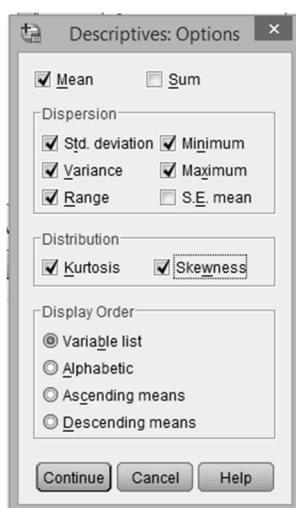 Descriptives: Options
Mean Sum
Dispersion
Std. deviation Minimum
Variance Maximum
Range S.E. mean
Distribution
Kurtosis Skewness
Display Order
Variable list
Alphabetic
Ascending means
Descending means
Continue Cancel Help